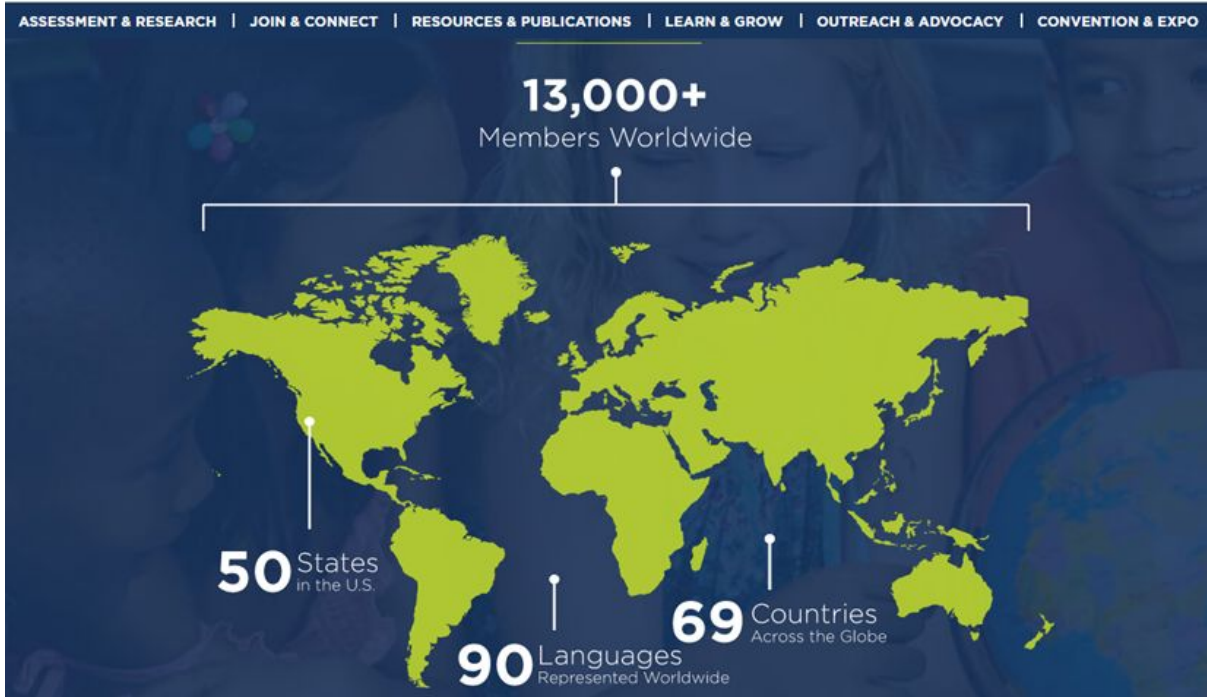 ASSESSMENT & RESEARCH | JOIN & CONNECT | RESOURCES & PUBLICATIONS | LEARN & GROW | OUTREACH & ADVOCACY | CONVENTION & EXPO
13,000+
Members Worldwide
50 States
in the U.S.
69 Countries
Across the Globe
90 Languages
Represented Worldwide